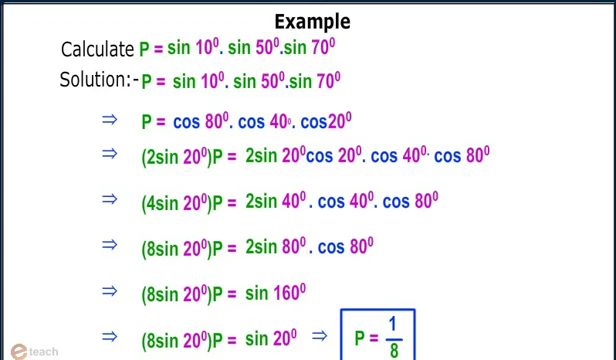 Example
Calculate P = sin 10⁰. sin 50⁰.sin 70⁰
Solution:- P = sin 10⁰. sin 50⁰.sin 70⁰
⇒ P = cos 80⁰. cos 40⁰. cos20⁰
⇒ (2sin 20⁰)P = 2sin 20⁰cos 20⁰. cos 40⁰. cos 80⁰
⇒ (4sin 20⁰)P = 2sin 40⁰. cos 40⁰. cos 80⁰
⇒ (8sin 20⁰)P = 2sin 80⁰. cos 80⁰
⇒ (8sin 20⁰)P = sin 160⁰
⇒ (8sin 20⁰)P = sin 20⁰ ⇒ P = 1/8
e teach